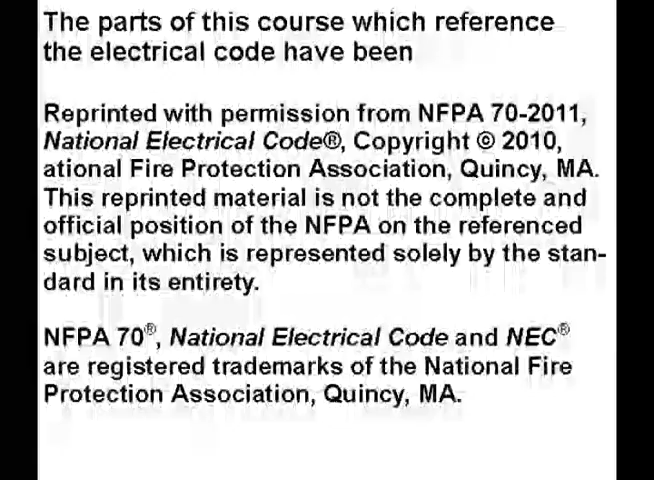 The parts of this course which reference
the electrical code have been
Reprinted with permission from NFPA 70-2011,
National Electrical Code®, Copyright © 2010,
ational Fire Protection Association, Quincy, MA.
This reprinted material is not the complete and
official position of the NFPA on the referenced
subject, which is represented solely by the stan-
dard in its entirety.
NFPA 70®, National Electrical Code and NEC®
are registered trademarks of the National Fire
Protection Association, Quincy, MA.